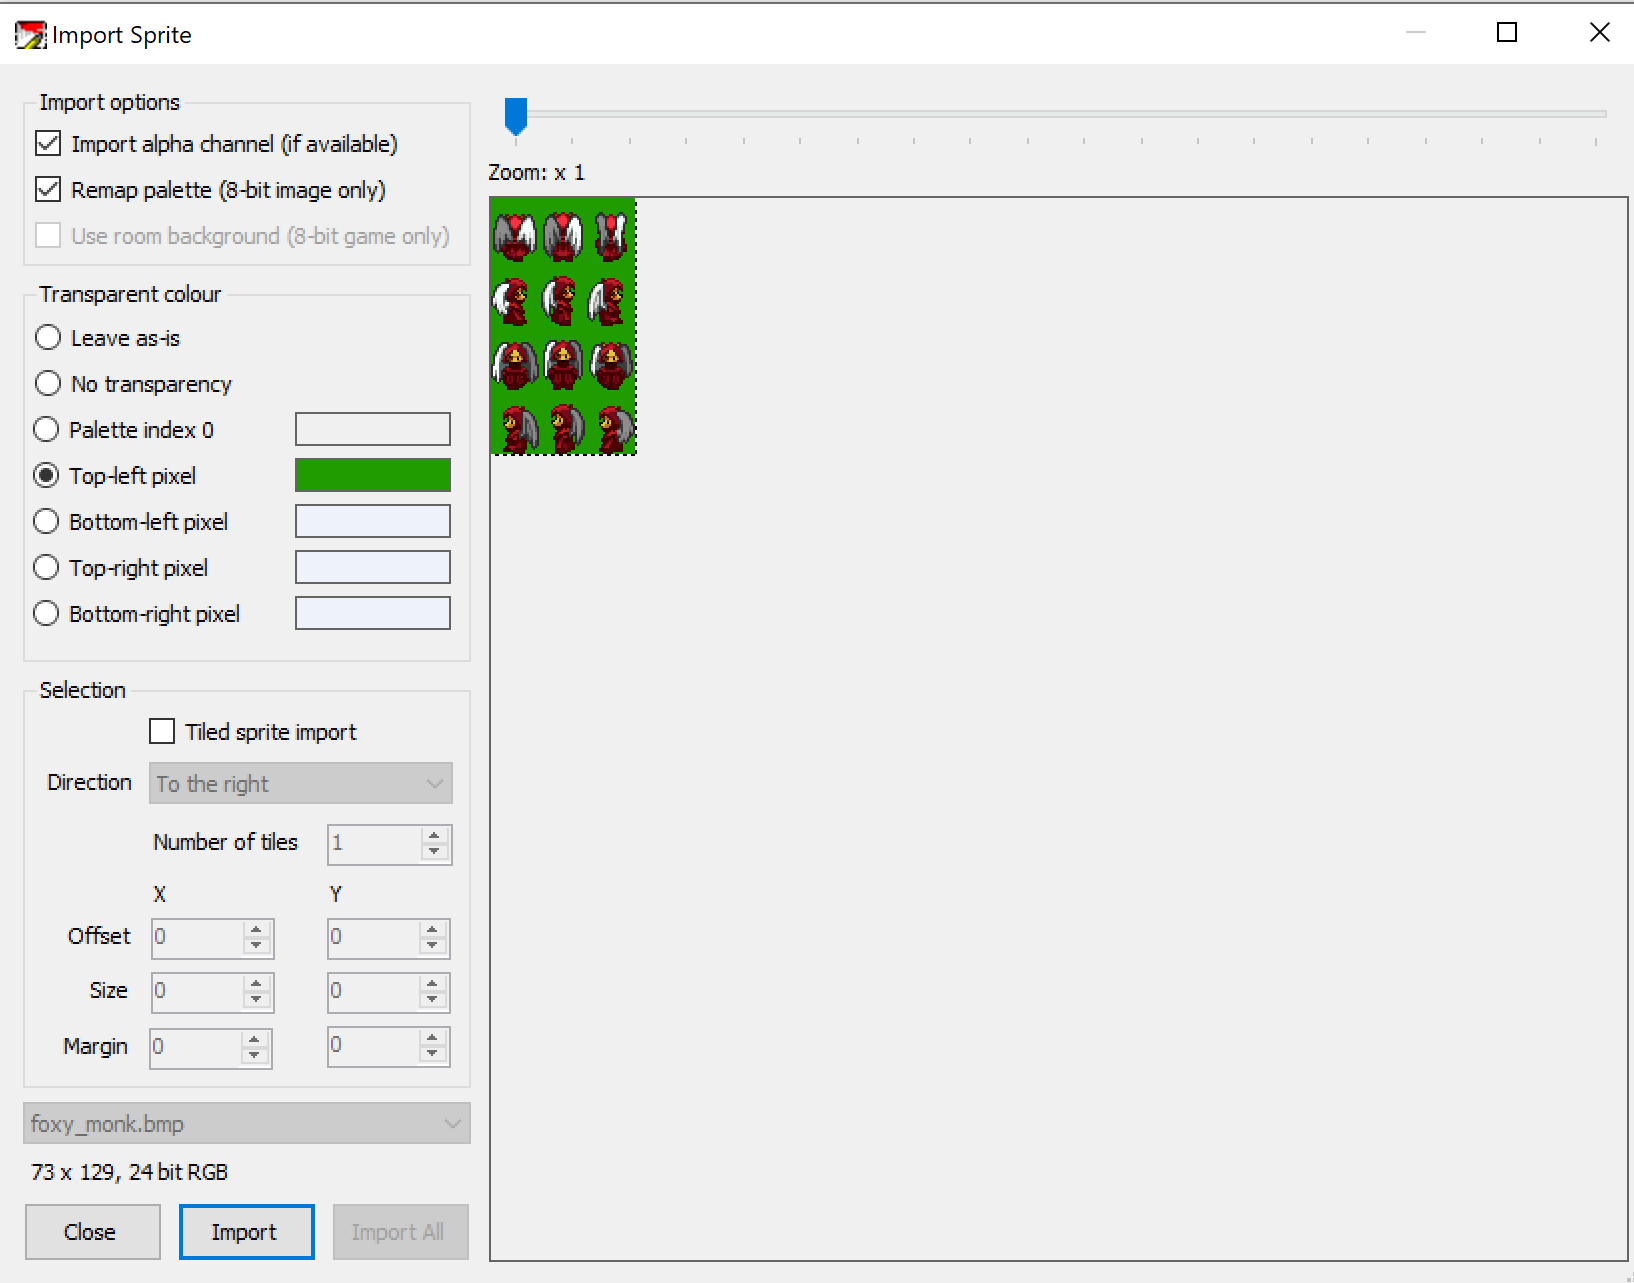 Import Sprite
Import options
Import alpha channel (if available)
Remap palette (8-bit image only)
Use room background (8-bit game only)
Transparent colour
Leave as-is
No transparency
Palette index 0
Top-left pixel
Bottom-left pixel
Top-right pixel
Bottom-right pixel
Selection
Tiled sprite import
Direction To the right
Number of tiles 1
X Y
Offset 0 0
Size 0 0
Margin 0 0
foxy_monk.bmp
73 x 129, 24 bit RGB
Close Import Import All
Zoom: x 1